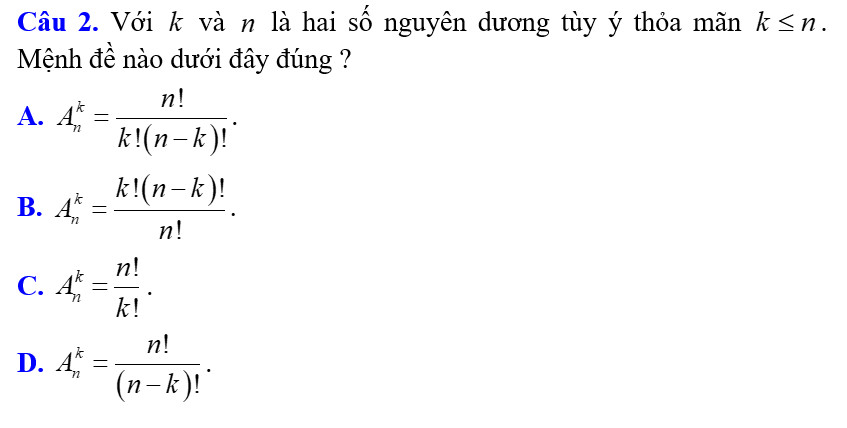 Câu 2. Với k và n là hai số nguyên dương tùy ý thỏa mãn k ≤ n.
Mệnh đề nào dưới đây đúng ?
A. $A_n^k = \frac{n!}{k!(n-k)!}$.
B. $A_n^k = \frac{k!(n-k)!}{n!}$.
C. $A_n^k = \frac{n!}{k!}$.
D. $A_n^k = \frac{n!}{(n-k)!}$.